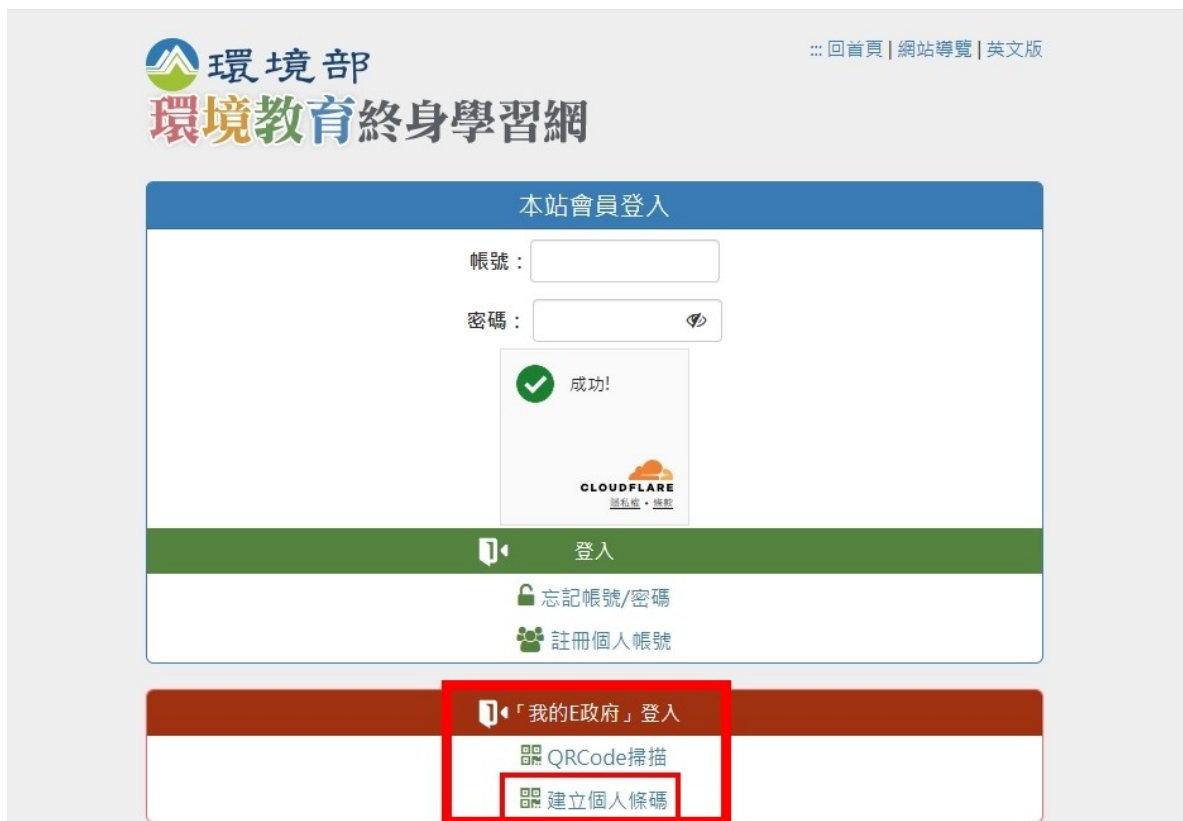 環境部
環境教育終身學習網
:::回首頁|網站導覽|英文版
本站會員登入
帳號：
密碼：
成功!
CLOUDFLARE
隱私權・條款
登入
忘記帳號/密碼
註冊個人帳號
「我的E政府」登入
QRCode掃描
建立個人條碼